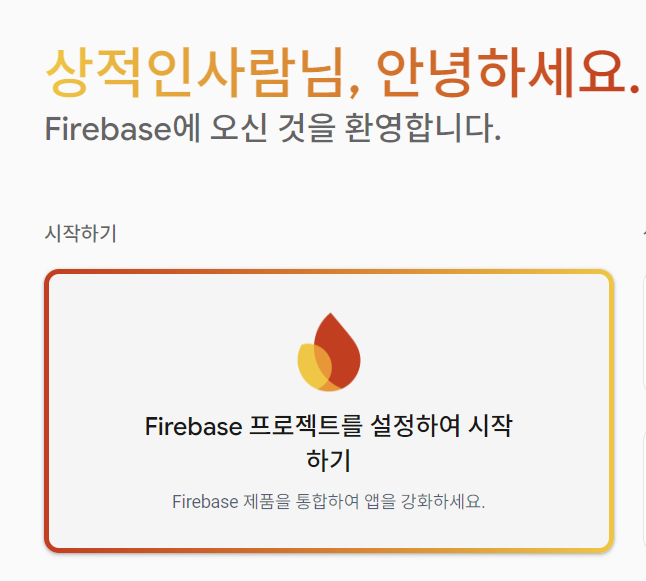 상적인사람님, 안녕하세요.
Firebase에 오신 것을 환영합니다.
시작하기
Firebase 프로젝트를 설정하여 시작
하기
Firebase 제품을 통합하여 앱을 강화하세요.